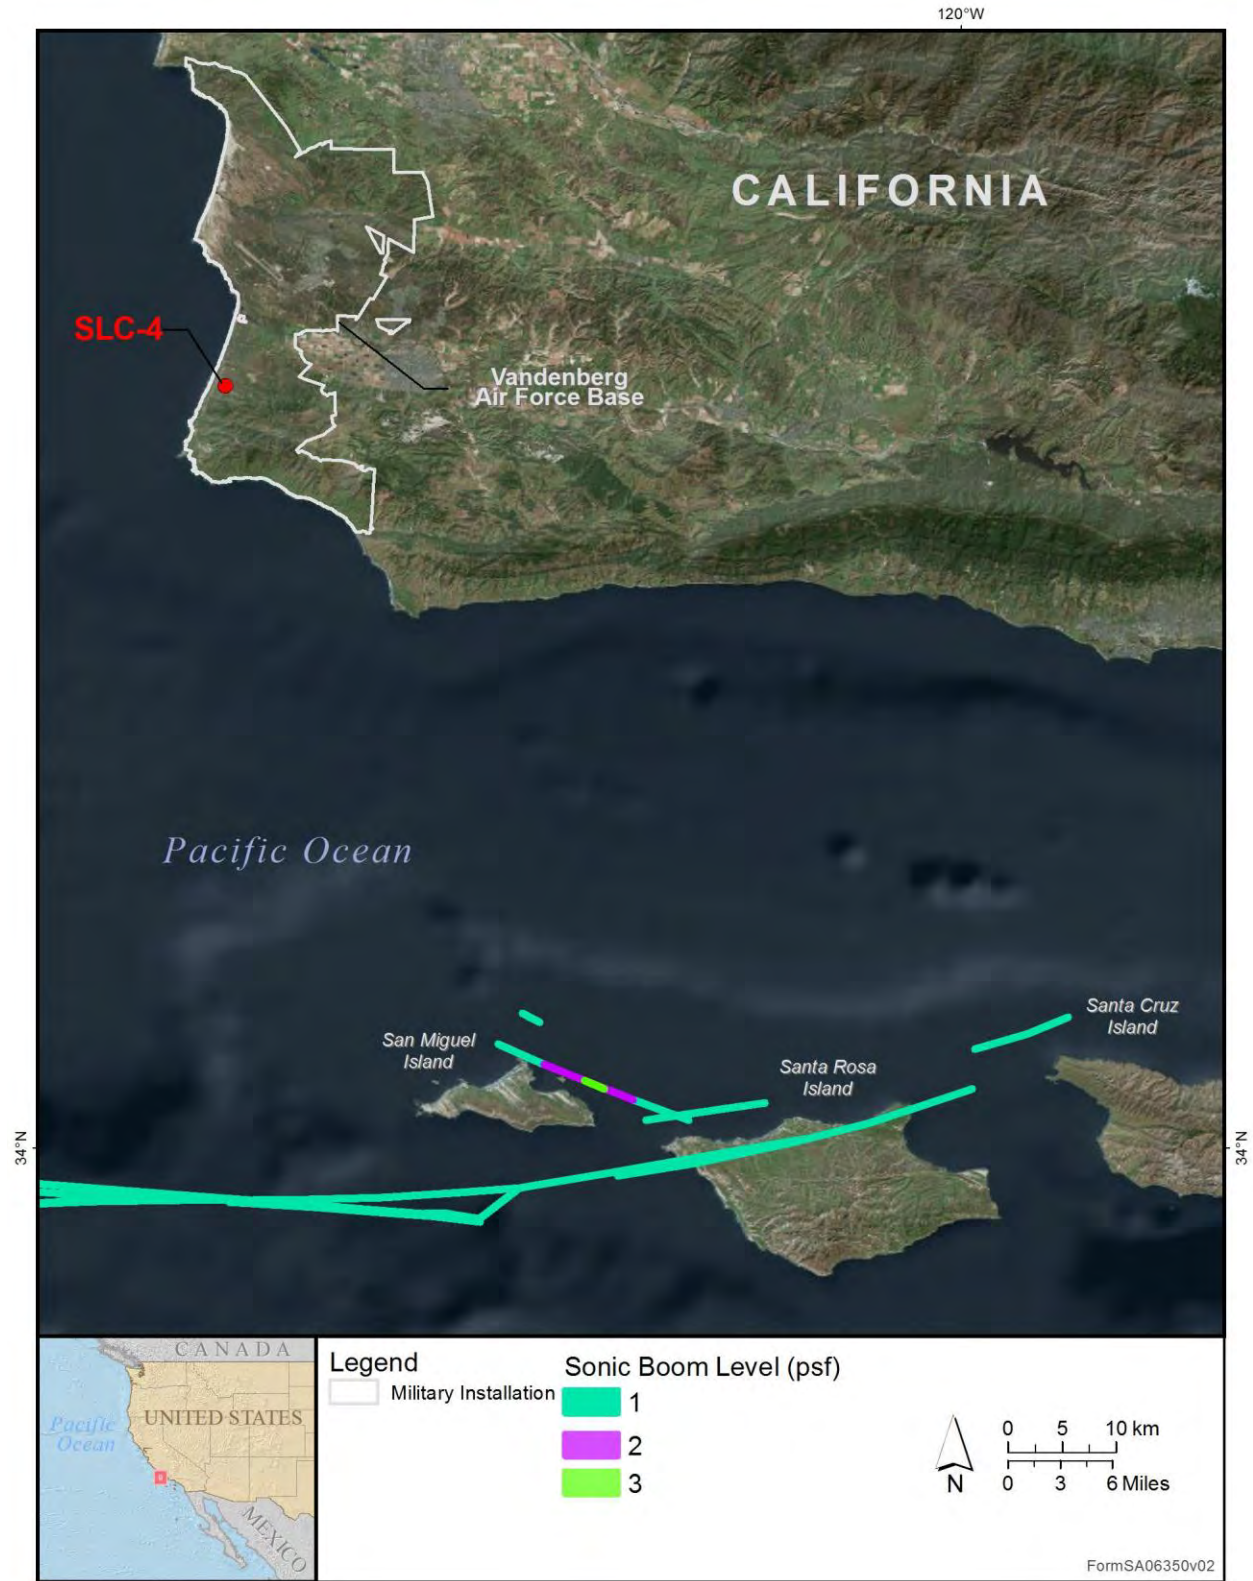 120°W
CALIFORNIA
SLC-4
Vandenberg
Air Force Base
Pacific Ocean
Santa Cruz
Island
San Miguel
Island
Santa Rosa
Island
34°N
34°N
CANADA
UNITED STATES
Pacific
Ocean
MEXICO
Legend
Military Installation
Sonic Boom Level (psf)
1
2
3
N
0 5 10 km
0 3 6 Miles
FormSA06350v02